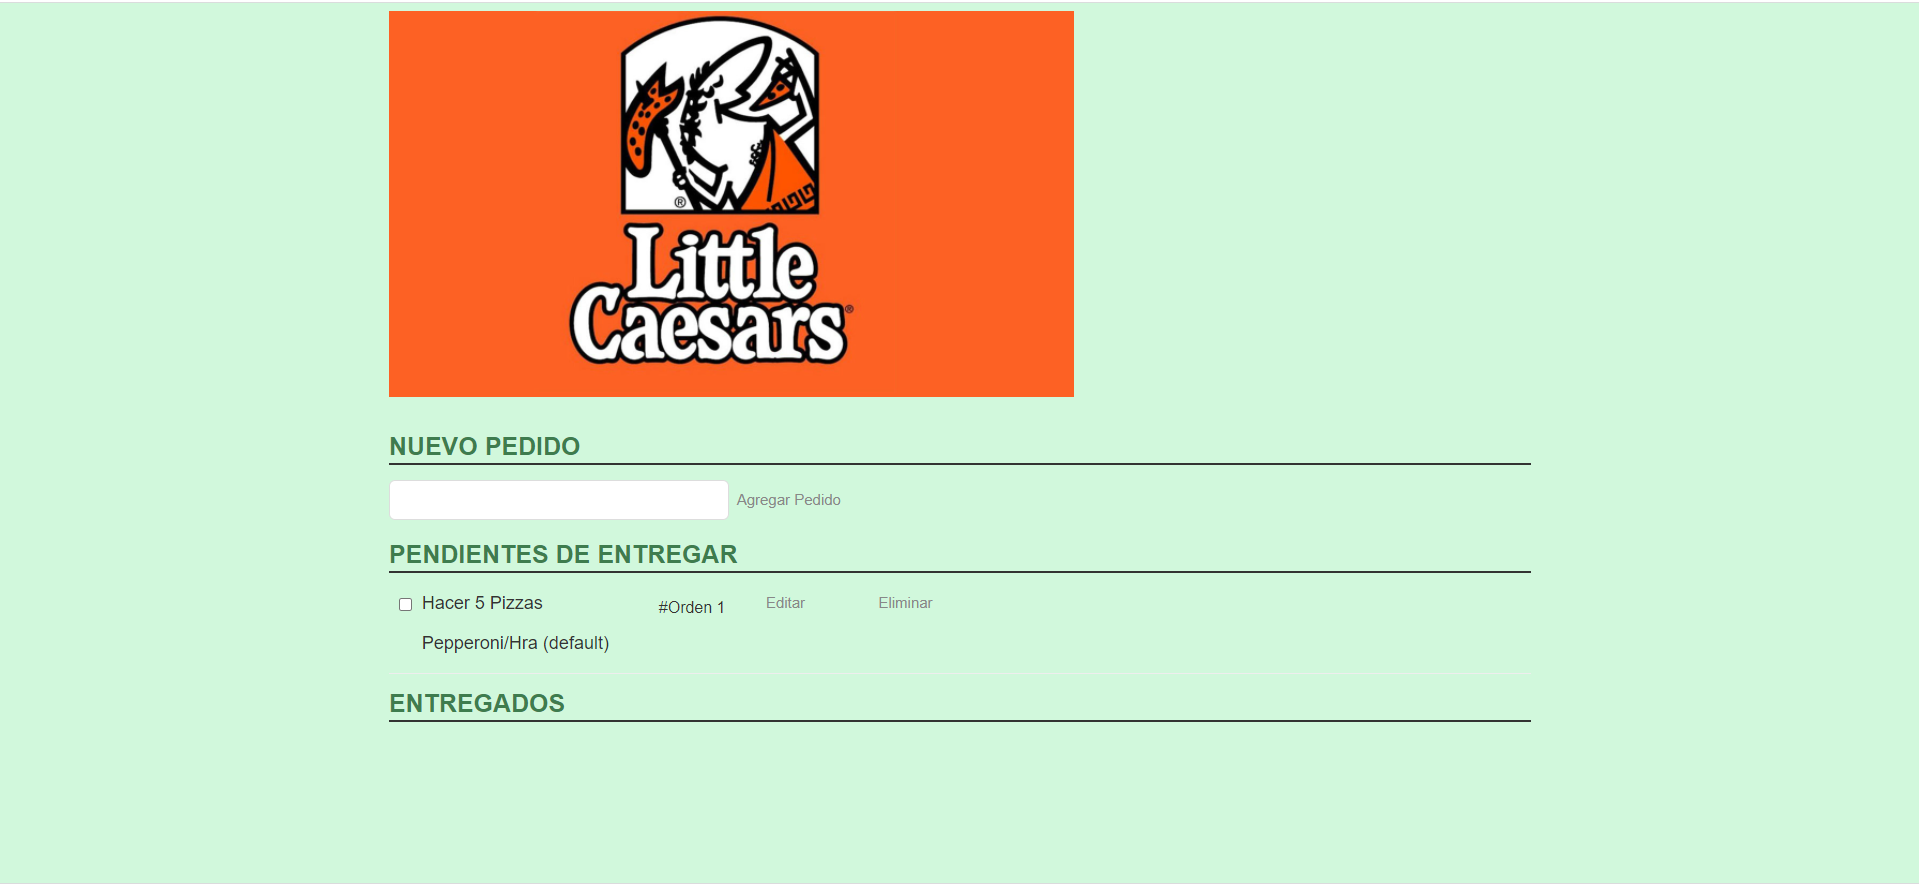 ®
Little
Caesars®
NUEVO PEDIDO
Agregar Pedido
PENDIENTES DE ENTREGAR
Hacer 5 Pizzas #Orden 1 Editar Eliminar
Pepperoni/Hra (default)
ENTREGADOS